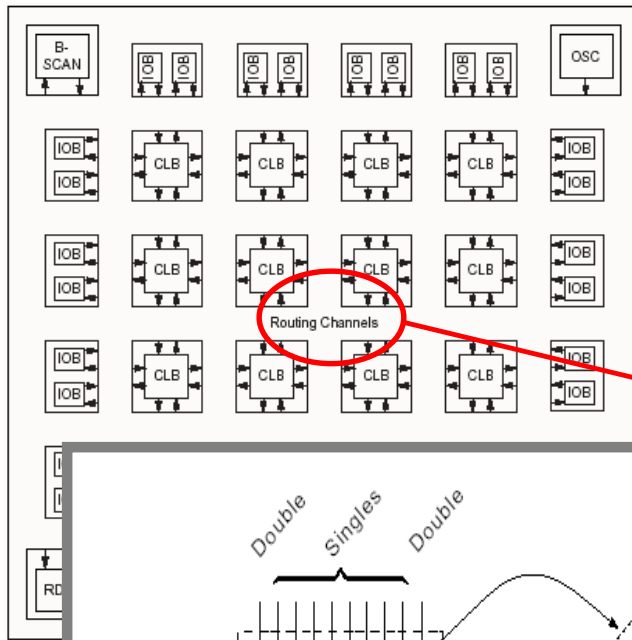 B-
SCAN
IOB IOB IOB IOB IOB IOB IOB IOB
OSC
IOB CLB CLB CLB CLB IOB
IOB IOB
IOB CLB CLB CLB CLB IOB
IOB IOB
Routing Channels
IOB CLB CLB CLB CLB IOB
IOB IOB
Double Singles Double